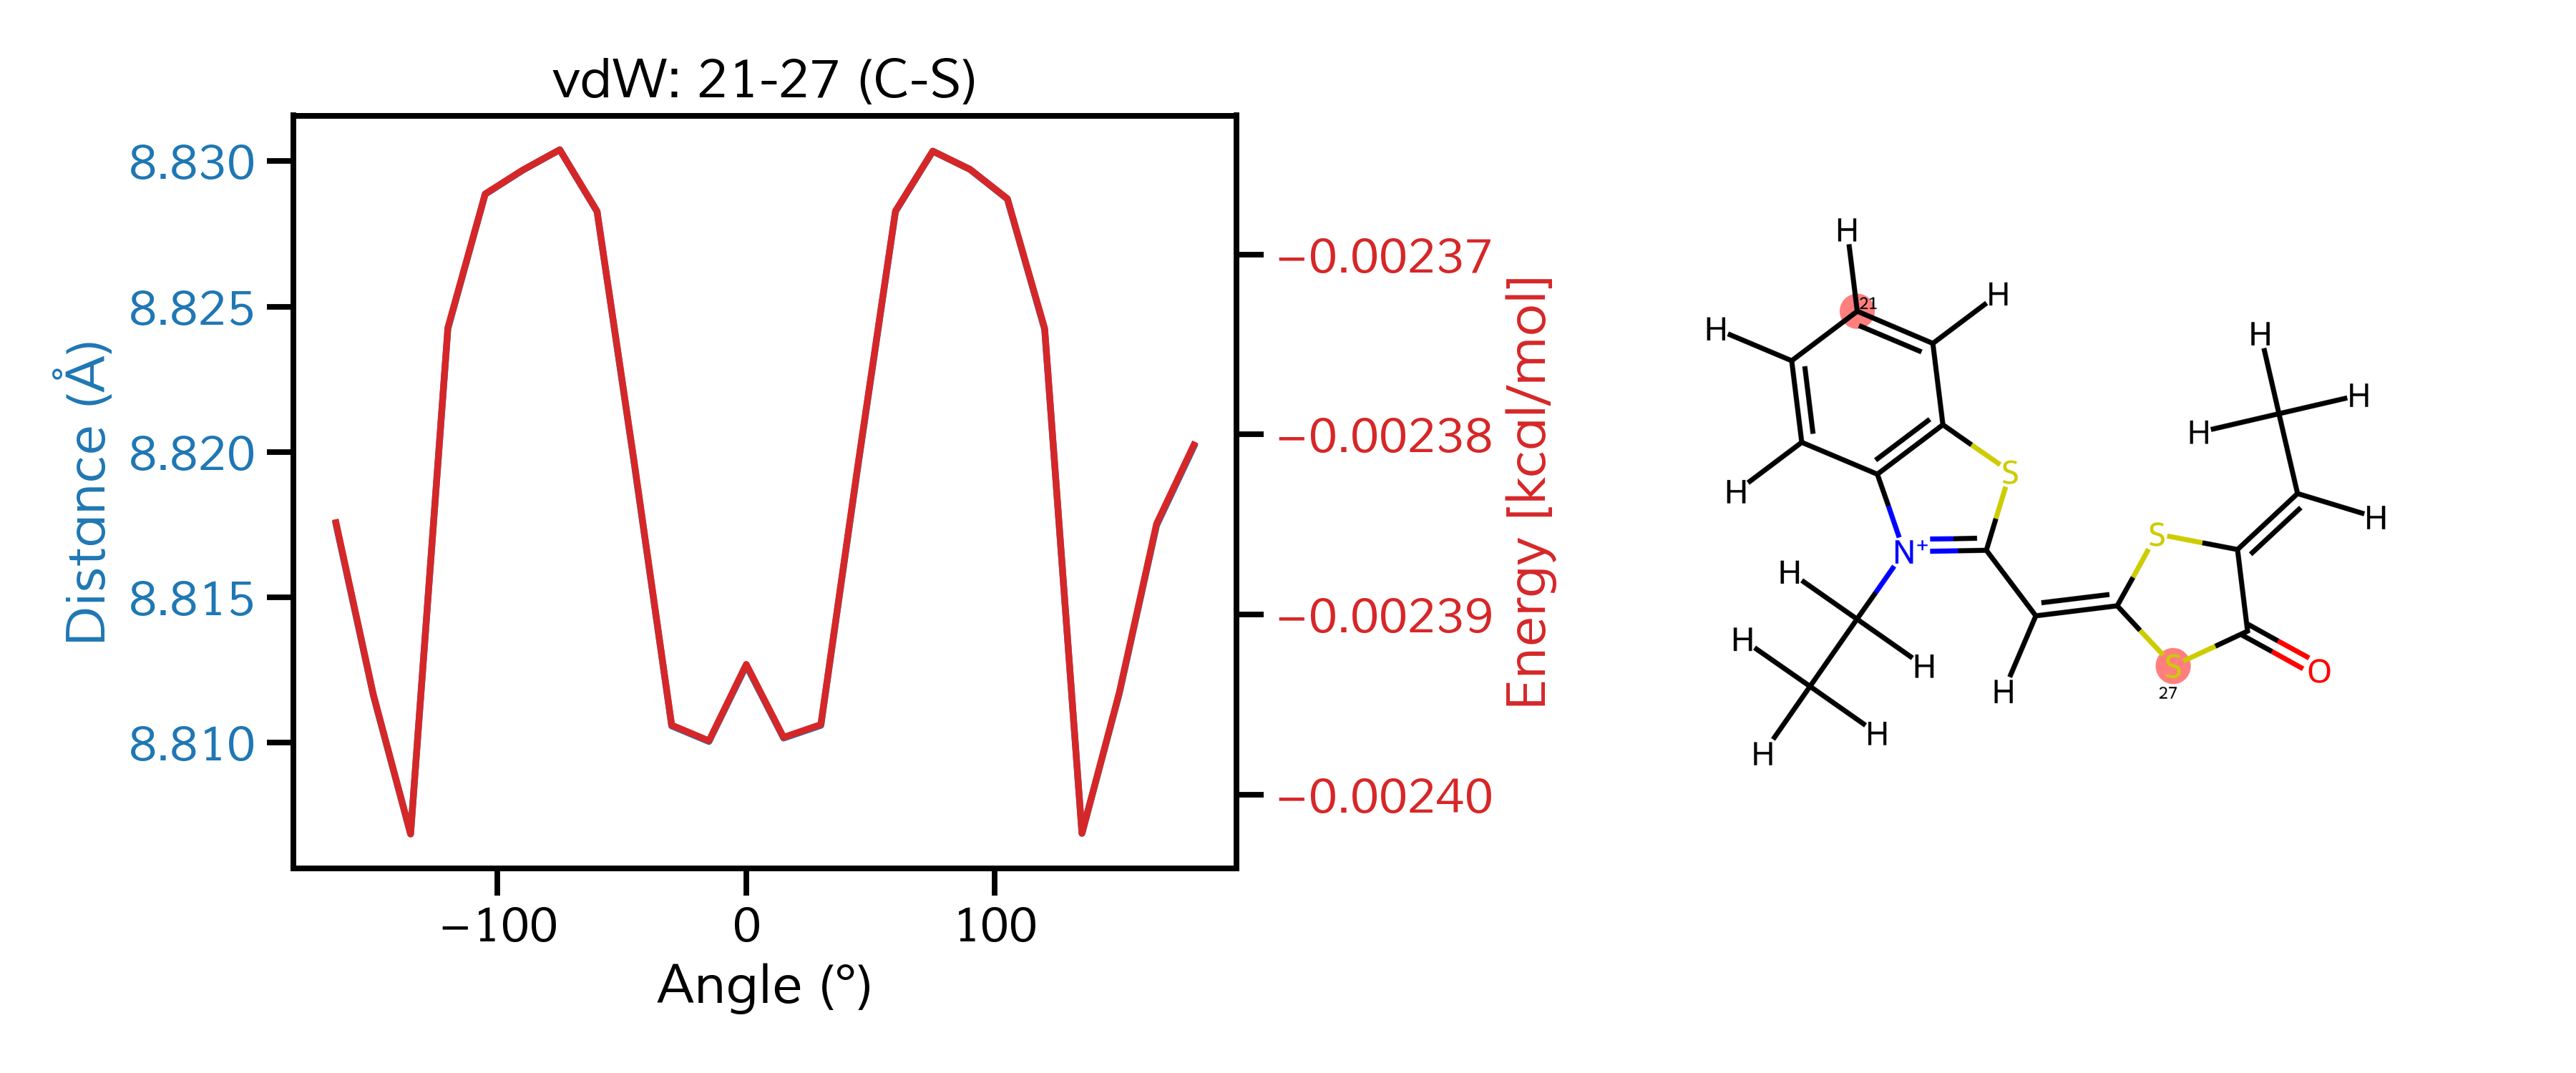 vdW: 21-27 (C-S)
8.830
8.825
8.820
8.815
8.810
Distance (Å)
−0.00237
−0.00238
−0.00239
−0.00240
Energy [kcal/mol]
−100
0
100
Angle (°)
H
21
H
H
H
H
H
S
H
H
S
H
N+
H
H
H
S
O
27
H
H
H